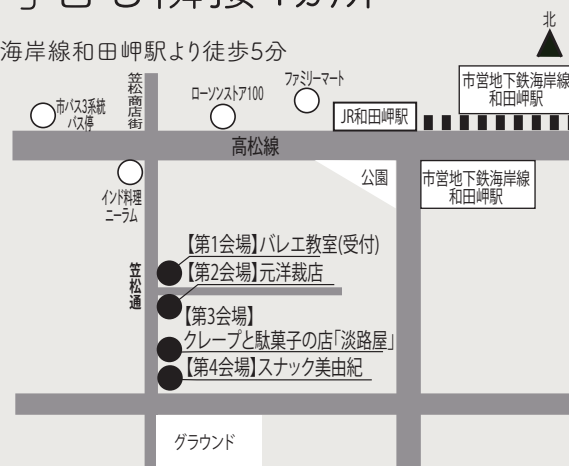 海岸線和田岬駅より徒歩5分
北
笠松商店街
ローソンストア100
ファミリーマート
市営地下鉄海岸線
和田岬駅
市バス3系統
バス停
JR和田岬駅
高松線
インド料理
ニーラム
公園
市営地下鉄海岸線
和田岬駅
【第1会場】バレエ教室(受付)
【第2会場】元洋裁店
笠松通
【第3会場】
クレープと駄菓子の店「淡路屋」
【第4会場】スナック美由紀
グラウンド